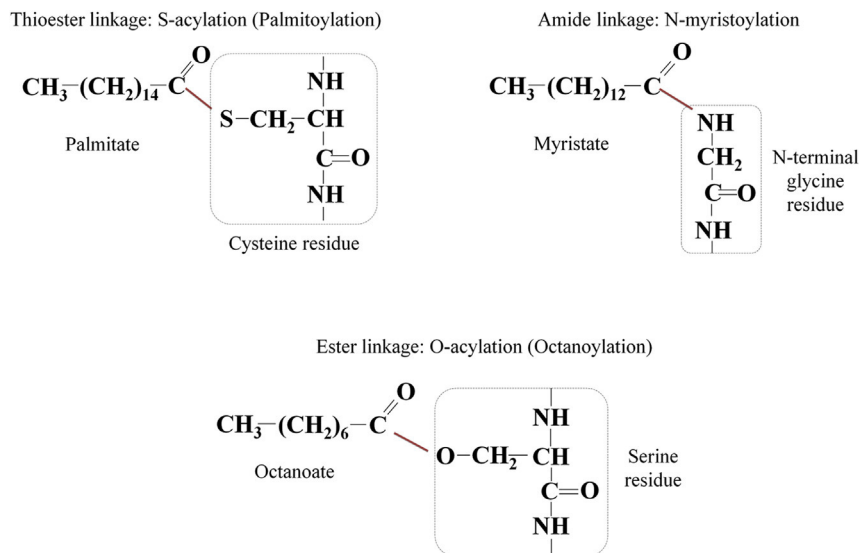 Thioester linkage: S-acylation (Palmitoylation)
O
CH₃–(CH₂)₁₄–C
NH
S–CH₂–CH
Palmitate
C=O
NH
Cysteine residue
Amide linkage: N-myristoylation
O
CH₃–(CH₂)₁₂–C
NH
Myristate
CH₂
C=O
NH
N-terminal
glycine
residue
Ester linkage: O-acylation (Octanoylation)
O
CH₃–(CH₂)₆–C
NH
O–CH₂–CH
Octanoate
C=O
NH
Serine
residue